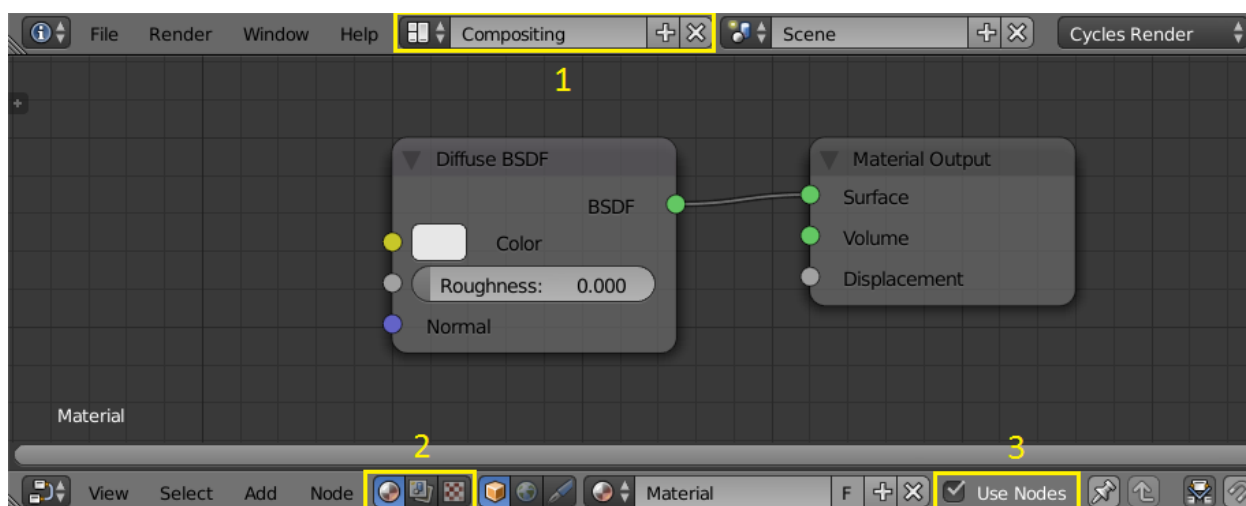 File Render Window Help Compositing Scene Cycles Render
1
Diffuse BSDF
BSDF
Color
Roughness: 0.000
Normal
Material Output
Surface
Volume
Displacement
Material
2
3
View Select Add Node Material F Use Nodes